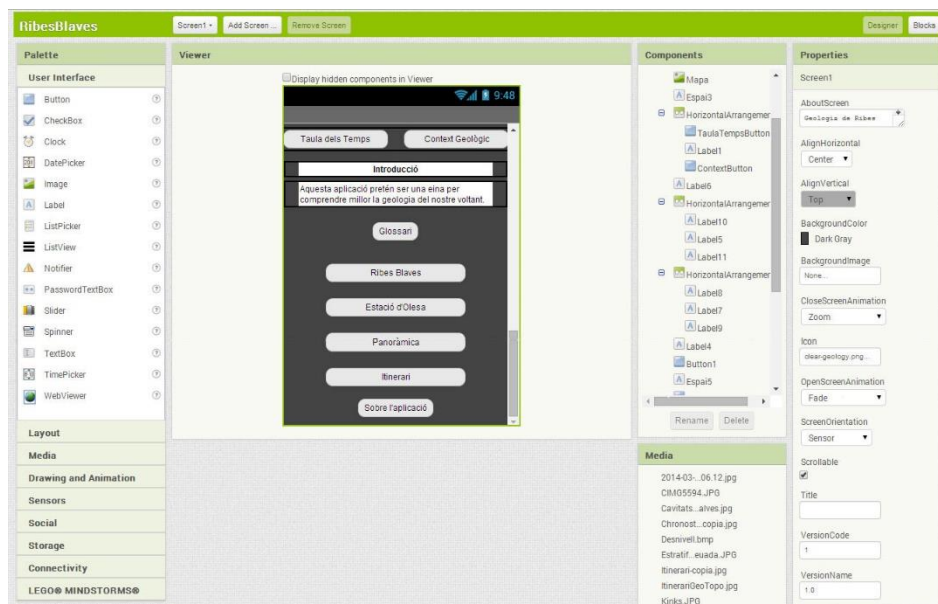 RibesBlaves
Screen1
Add Screen ...
Remove Screen
Designer
Blocks
Palette
User Interface
Button
CheckBox
Clock
DatePicker
Image
Label
ListPicker
ListView
Notifier
PasswordTextBox
Slider
Spinner
TextBox
TimePicker
WebViewer
Layout
Media
Drawing and Animation
Sensors
Social
Storage
Connectivity
LEGO® MINDSTORMS®
Viewer
Display hidden components in Viewer
9:48
Taula dels Temps
Context Geològic
Introducció
Aquesta aplicació pretén ser una eina per
comprendre millor la geologia del nostre voltant.
Glossari
Ribes Blaves
Estació d'Olesa
Panoràmica
Itinerari
Sobre l'aplicació
Components
Mapa
Espai3
HorizontalArrangemer
TaulaTempsButton
Label1
ContextButton
Label6
HorizontalArrangemer
Label10
Label5
Label11
HorizontalArrangemer
Label8
Label7
Label9
Label4
Button1
Espai5
Rename
Delete
Media
2014-03-...06.12.jpg
CIMG5594.JPG
Cavitats...alves.jpg
Chronost...copia.jpg
Desnivell.bmp
Estratif...euada.JPG
Itinerari-copia.jpg
ItinerariGeoTopo.jpg
Kinks.JPG
Properties
Screen1
AboutScreen
Geologia de Ribes
AlignHorizontal
Center
AlignVertical
Top
BackgroundColor
Dark Gray
BackgroundImage
None...
CloseScreenAnimation
Zoom
Icon
clear-geology.png...
OpenScreenAnimation
Fade
ScreenOrientation
Sensor
Scrollable
Title
VersionCode
1
VersionName
1.0